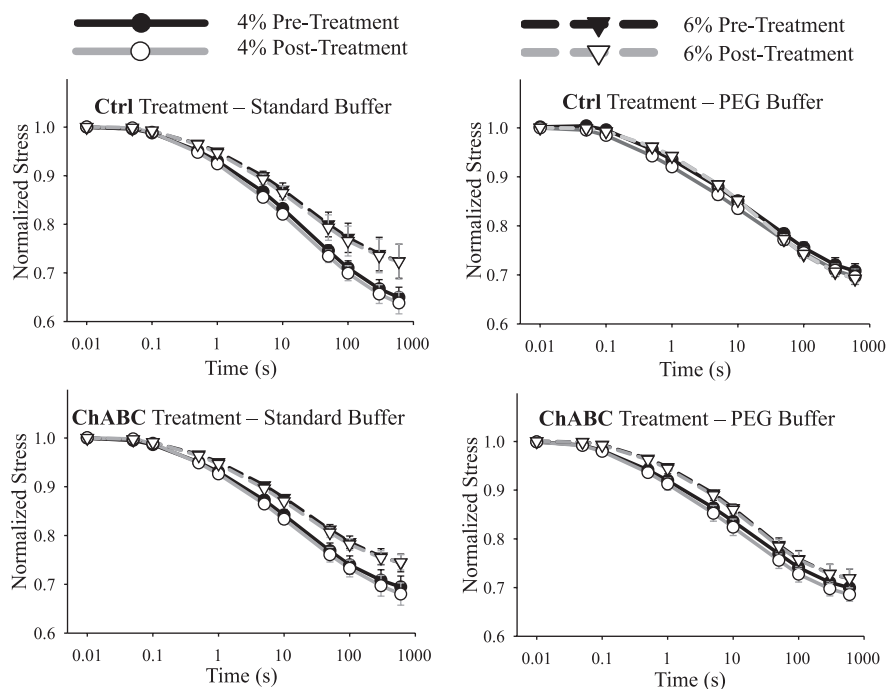 4% Pre-Treatment
4% Post-Treatment
6% Pre-Treatment
6% Post-Treatment
Ctrl Treatment – Standard Buffer
Normalized Stress
1.0
0.9
0.8
0.7
0.6
0.01 0.1 1 10 100 1000
Time (s)
Ctrl Treatment – PEG Buffer
Normalized Stress
1.0
0.9
0.8
0.7
0.6
0.01 0.1 1 10 100 1000
Time (s)
ChABC Treatment – Standard Buffer
Normalized Stress
1.0
0.9
0.8
0.7
0.6
0.01 0.1 1 10 100 1000
Time (s)
ChABC Treatment – PEG Buffer
Normalized Stress
1.0
0.9
0.8
0.7
0.6
0.01 0.1 1 10 100 1000
Time (s)